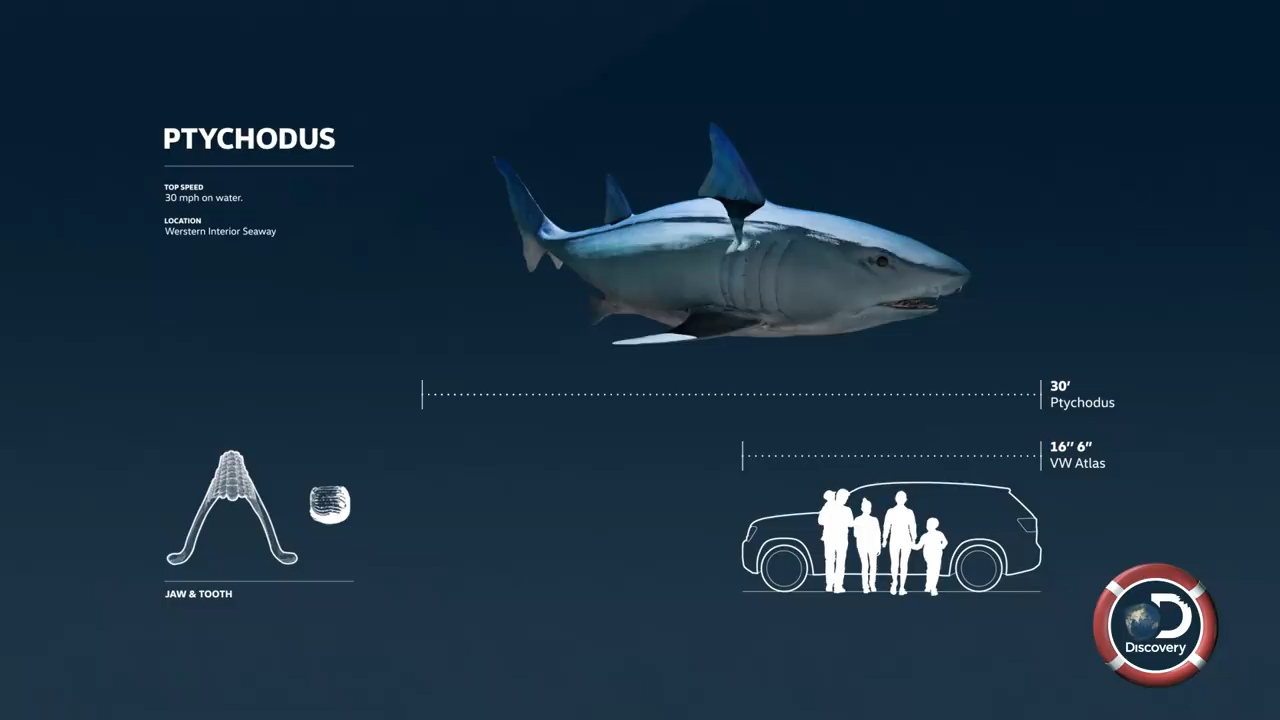 PTYCHODUS
TOP SPEED
30 mph on water.
LOCATION
Werstern Interior Seaway
30’
Ptychodus
16’’ 6’’
VW Atlas
JAW & TOOTH
D
Discovery